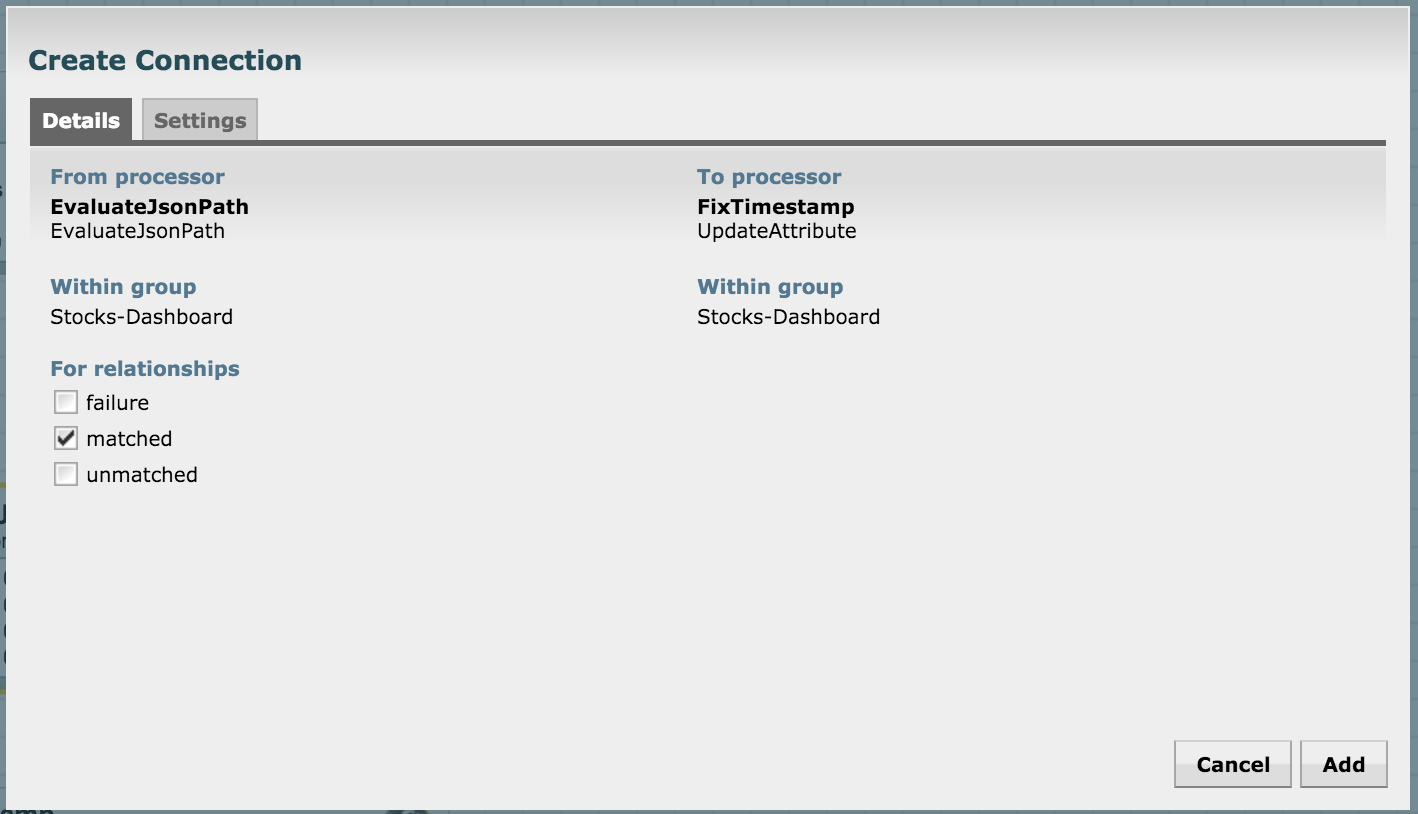 Create Connection
Details
Settings
From processor
EvaluateJsonPath
EvaluateJsonPath
To processor
FixTimestamp
UpdateAttribute
Within group
Stocks-Dashboard
Within group
Stocks-Dashboard
For relationships
failure
matched
unmatched
Cancel
Add